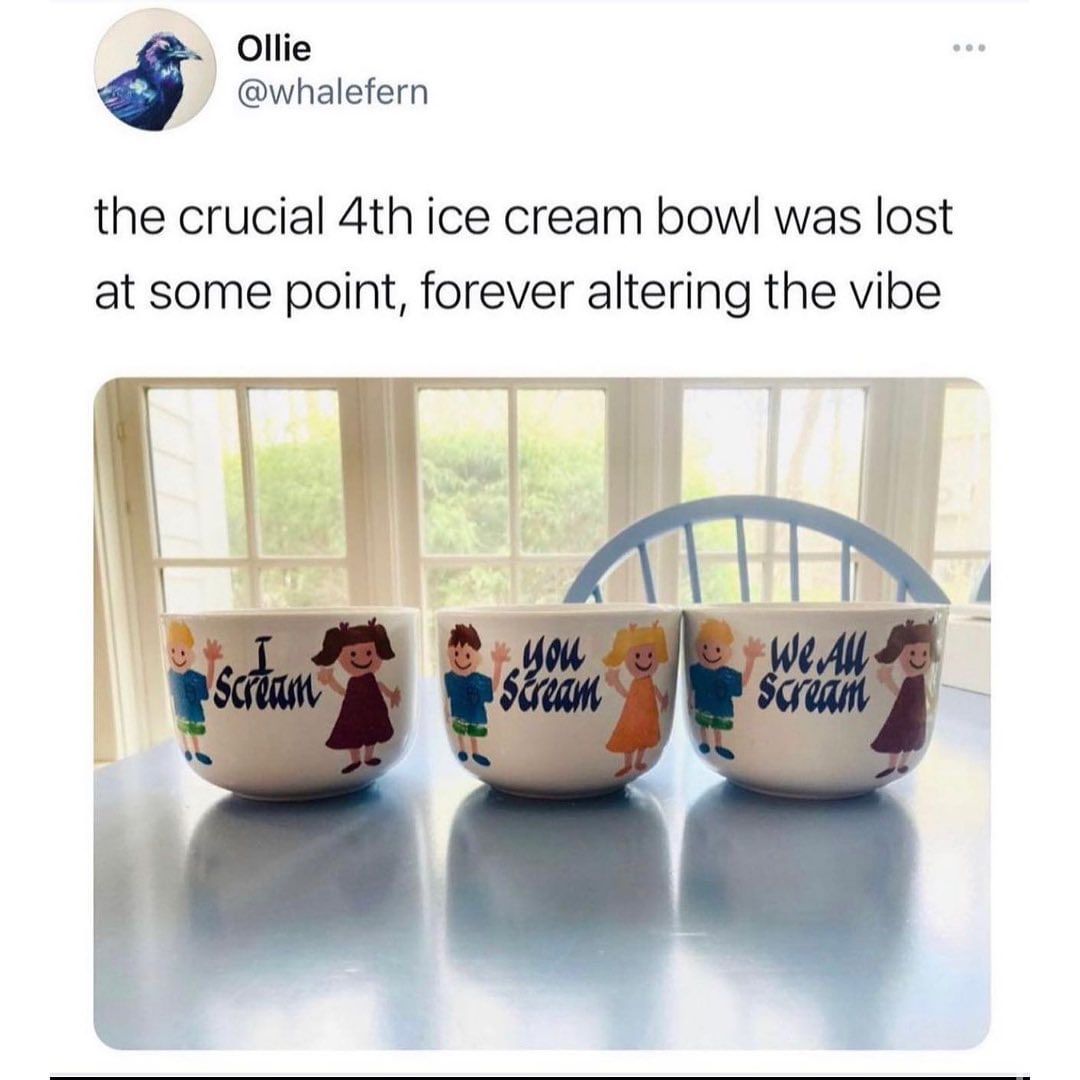 Ollie
@whalefern
the crucial 4th ice cream bowl was lost
at some point, forever altering the vibe
I
Scream
you
Scream
We All
Scream